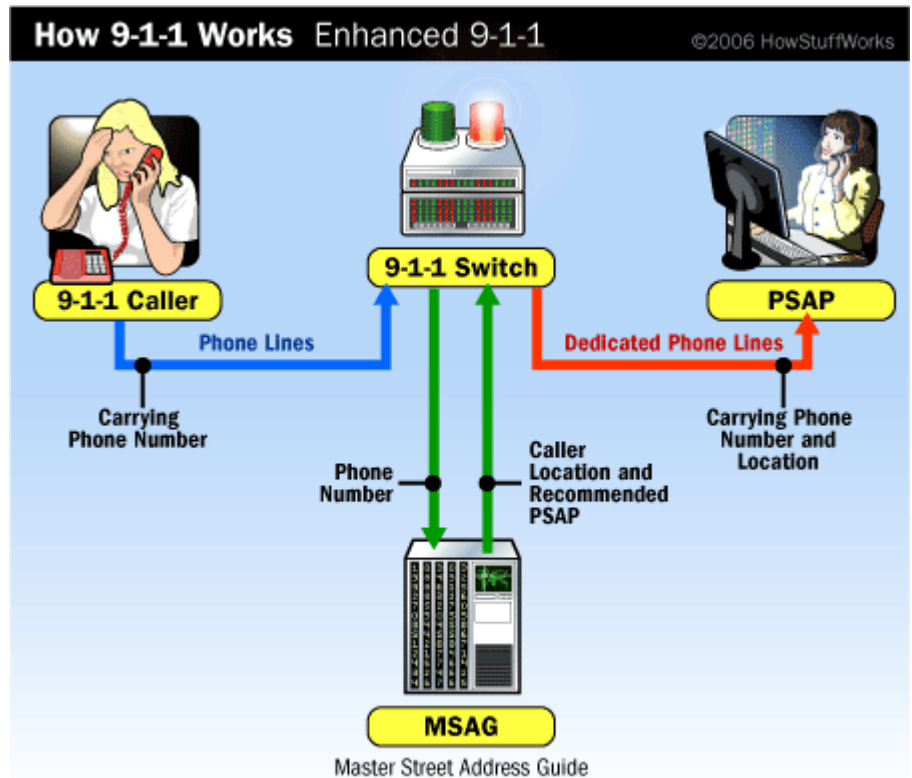 How 9-1-1 Works Enhanced 9-1-1
©2006 HowStuffWorks
9-1-1 Caller
9-1-1 Switch
PSAP
Phone Lines
Dedicated Phone Lines
Carrying
Phone Number
Carrying Phone
Number and
Location
Phone
Number
Caller
Location and
Recommended
PSAP
MSAG
Master Street Address Guide